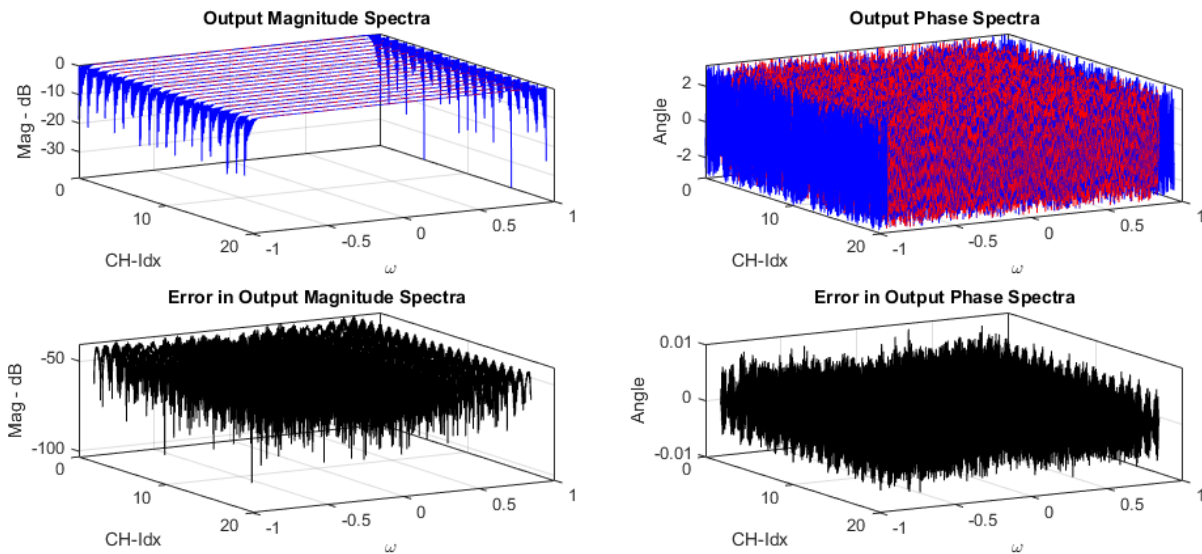 Output Magnitude Spectra
Mag - dB
0
-10
-20
-30
0
10
20
CH-Idx
-1
-0.5
0
0.5
1
ω
Output Phase Spectra
Angle
2
0
-2
0
10
20
CH-Idx
-1
-0.5
0
0.5
1
ω
Error in Output Magnitude Spectra
Mag - dB
-50
-100
0
10
20
CH-Idx
-1
-0.5
0
0.5
1
ω
Error in Output Phase Spectra
Angle
0.01
0
-0.01
0
10
20
CH-Idx
-1
-0.5
0
0.5
1
ω